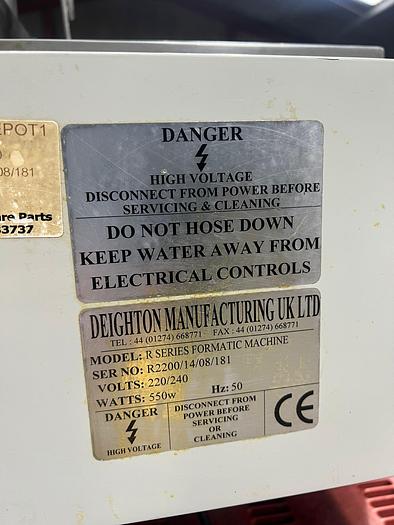 EPOT1
/08/181
are Parts
3737
DANGER
HIGH VOLTAGE
DISCONNECT FROM POWER BEFORE
SERVICING & CLEANING
DO NOT HOSE DOWN
KEEP WATER AWAY FROM
ELECTRICAL CONTROLS
DEIGHTON MANUFACTURING UK LTD
TEL : 44 (01274) 668771 FAX : 44 (01274) 668771
MODEL: R SERIES FORMATIC MACHINE
SER NO: R2200/14/08/181
VOLTS: 220/240
WATTS: 550w Hz: 50
DANGER
HIGH VOLTAGE
DISCONNECT FROM
POWER BEFORE
SERVICING
OR
CLEANING
CE